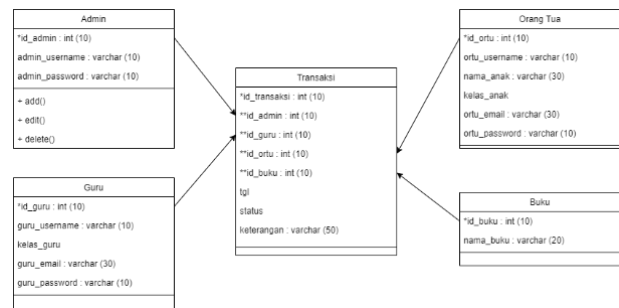 Admin
*id_admin : int (10)
admin_username : varchar (10)
admin_password : varchar (10)
+ add()
+ edit()
+ delete()
Guru
*id_guru : int (10)
guru_username : varchar (10)
kelas_guru
guru_email : varchar (30)
guru_password : varchar (10)
Transaksi
*id_transaksi : int (10)
**id_admin : int (10)
**id_guru : int (10)
**id_ortu : int (10)
**id_buku : int (10)
tgl
status
keterangan : varchar (50)
Orang Tua
*id_ortu : int (10)
ortu_username : varchar (10)
nama_anak : varchar (30)
kelas_anak
ortu_email : varchar (30)
ortu_password : varchar (10)
Buku
*id_buku : int (10)
nama_buku : varchar (20)